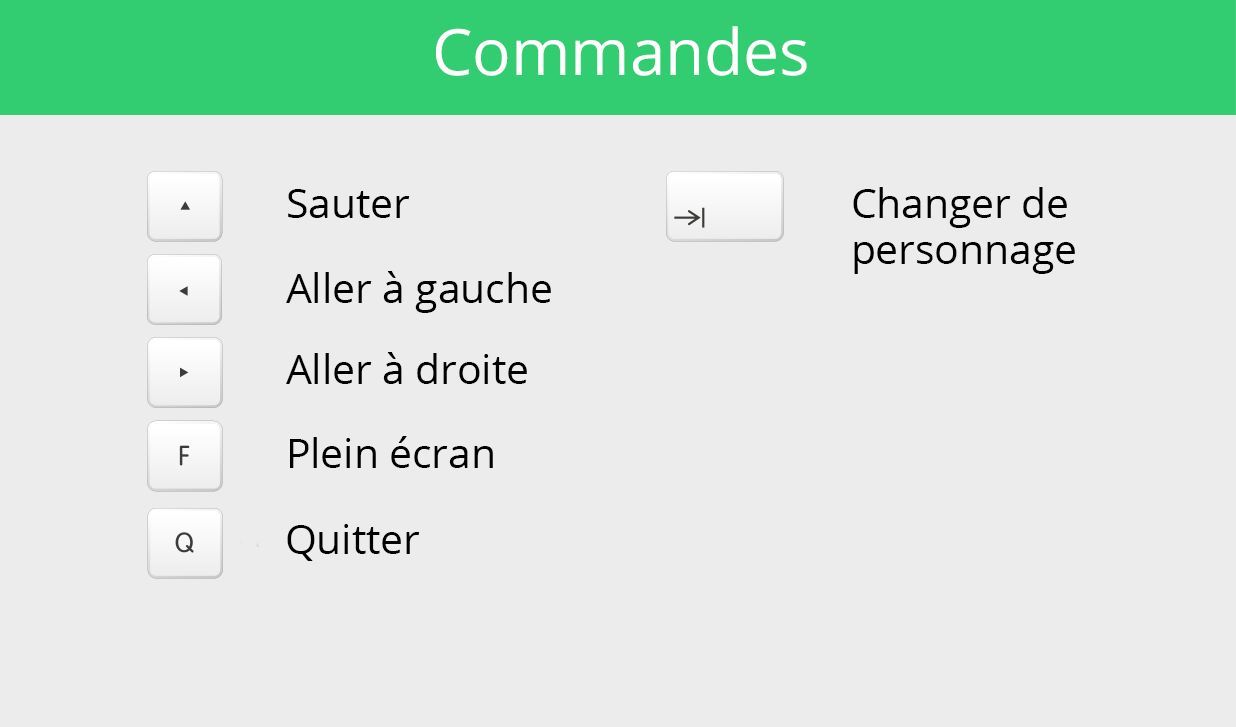 Commandes
Sauter
Aller à gauche
Aller à droite
F Plein écran
Q Quitter
Changer de
personnage